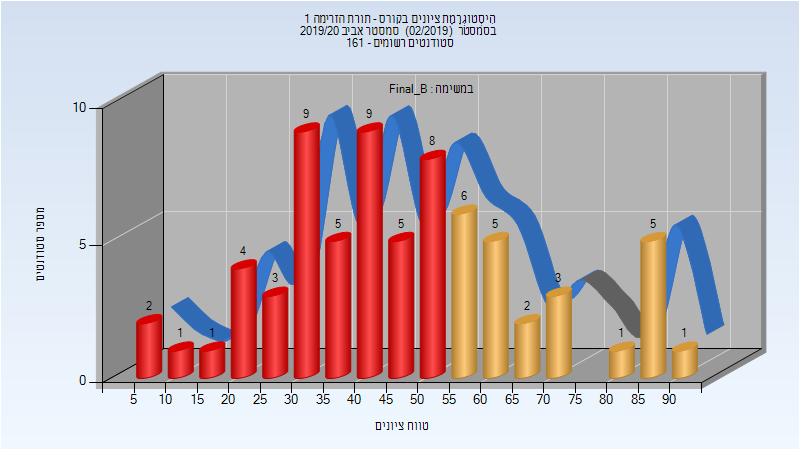 היסטוגרמת ציונים בקורס - תורת הזרימה 1
בסמסטר (02/2019) סמסטר אביב 2019/20
סטודנטים רשומים - 161
במשימה : Final_B
מספר סטודנטים
10
5
0
2
1
1
4
3
9
5
9
5
8
6
5
2
3
1
5
1
5 10 15 20 25 30 35 40 45 50 55 60 65 70 75 80 85 90
טווח ציונים